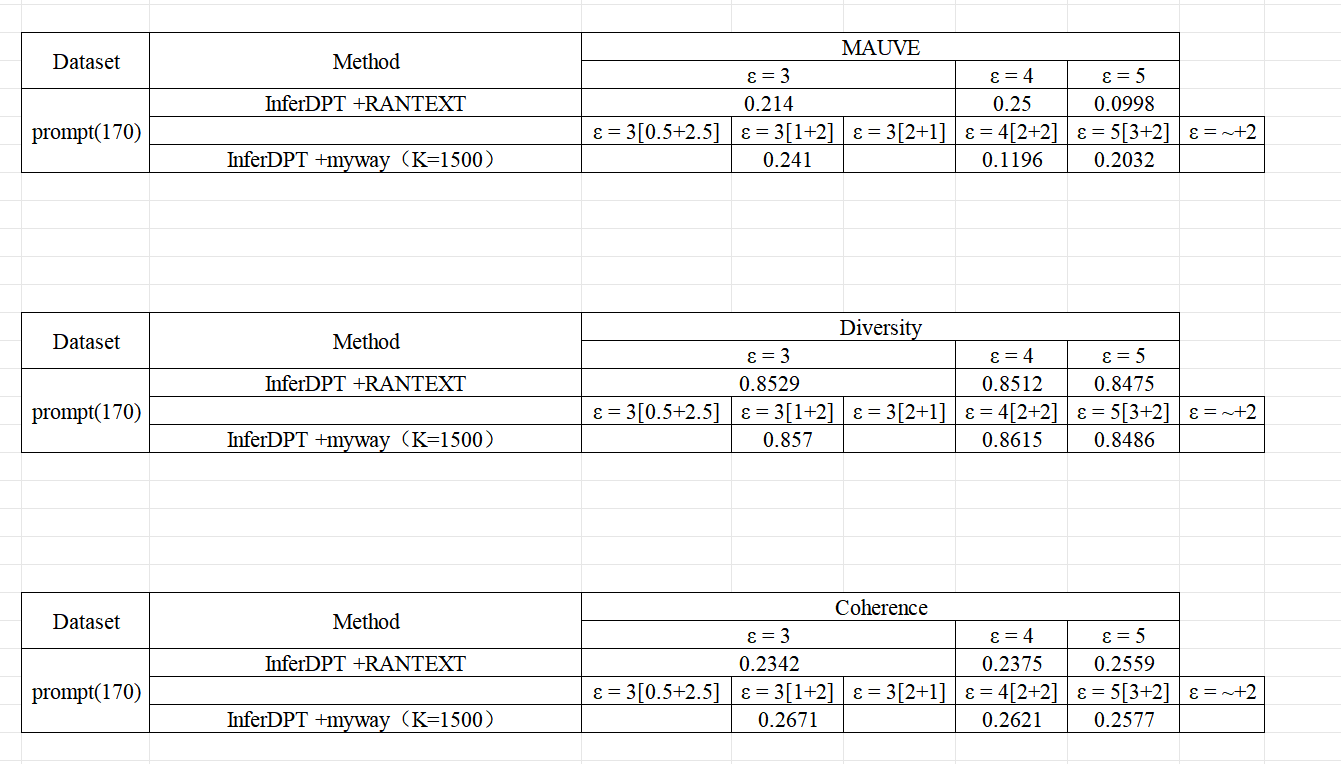 Dataset Method MAUVE
ε = 3 ε = 4 ε = 5
prompt(170) InferDPT +RANTEXT 0.214 0.25 0.0998
ε = 3[0.5+2.5] ε = 3[1+2] ε = 3[2+1] ε = 4[2+2] ε = 5[3+2] ε = ~+2
InferDPT +myway（K=1500） 0.241 0.1196 0.2032
Dataset Method Diversity
ε = 3 ε = 4 ε = 5
prompt(170) InferDPT +RANTEXT 0.8529 0.8512 0.8475
ε = 3[0.5+2.5] ε = 3[1+2] ε = 3[2+1] ε = 4[2+2] ε = 5[3+2] ε = ~+2
InferDPT +myway（K=1500） 0.857 0.8615 0.8486
Dataset Method Coherence
ε = 3 ε = 4 ε = 5
prompt(170) InferDPT +RANTEXT 0.2342 0.2375 0.2559
ε = 3[0.5+2.5] ε = 3[1+2] ε = 3[2+1] ε = 4[2+2] ε = 5[3+2] ε = ~+2
InferDPT +myway（K=1500） 0.2671 0.2621 0.2577